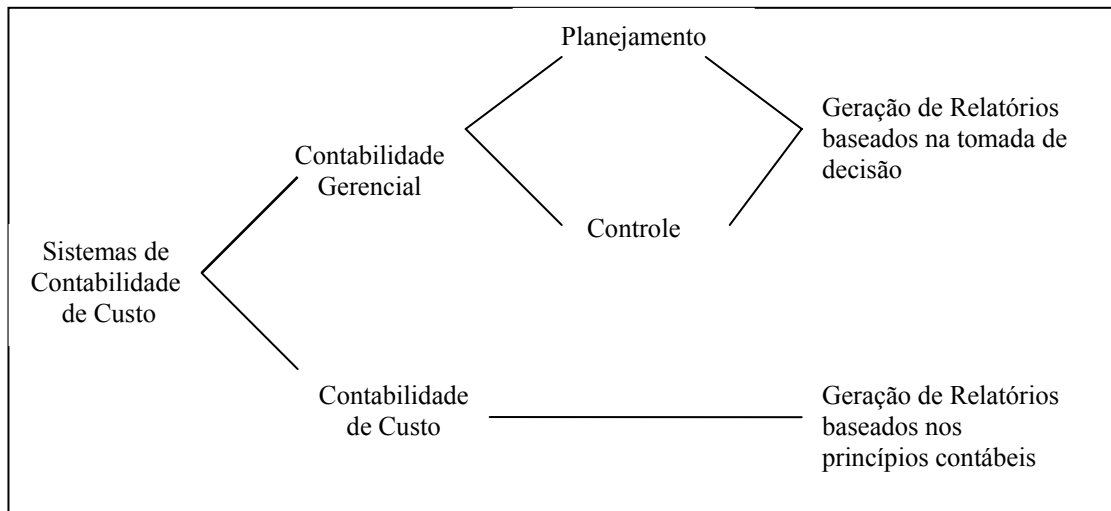 Planejamento
Geração de Relatórios
baseados na tomada de
decisão
Contabilidade
Gerencial
Controle
Sistemas de
Contabilidade
de Custo
Contabilidade
de Custo
Geração de Relatórios
baseados nos
princípios contábeis